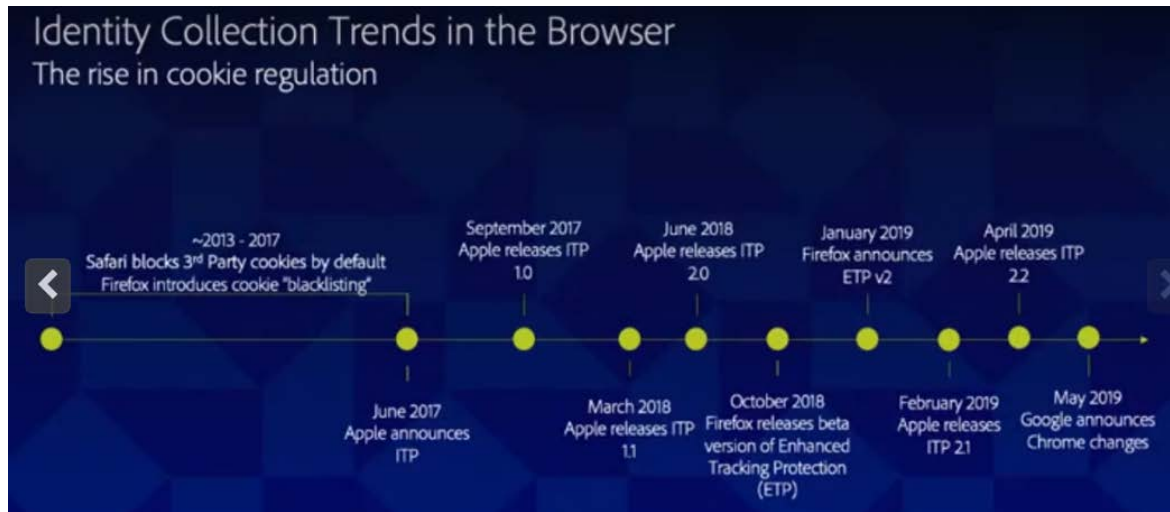 Identity Collection Trends in the Browser
The rise in cookie regulation
~2013 - 2017
Safari blocks 3rd Party cookies by default
Firefox introduces cookie "blacklisting"
June 2017
Apple announces
ITP
September 2017
Apple releases ITP
1.0
March 2018
Apple releases ITP
1.1
June 2018
Apple releases ITP
2.0
October 2018
Firefox releases beta
version of Enhanced
Tracking Protection
(ETP)
January 2019
Firefox announces
ETP v2
February 2019
Apple releases
ITP 2.1
April 2019
Apple releases ITP
2.2
May 2019
Google announces
Chrome changes